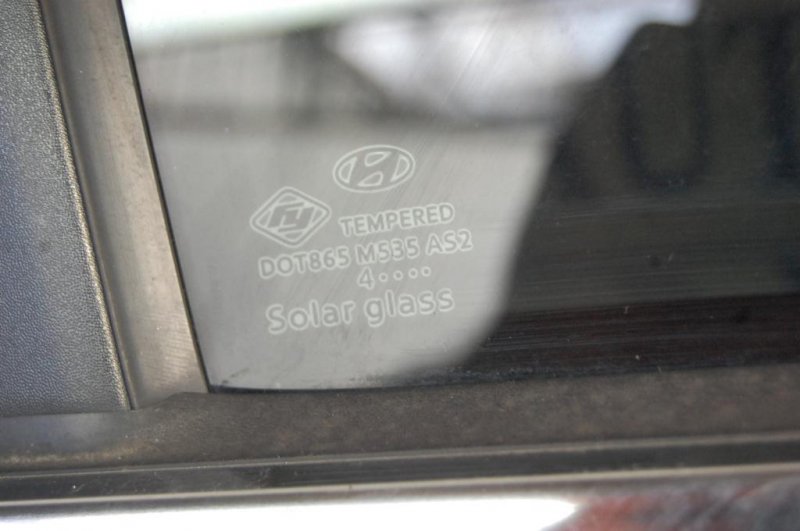 TEMPERED
DOT865 M535 AS2
4····
Solar glass